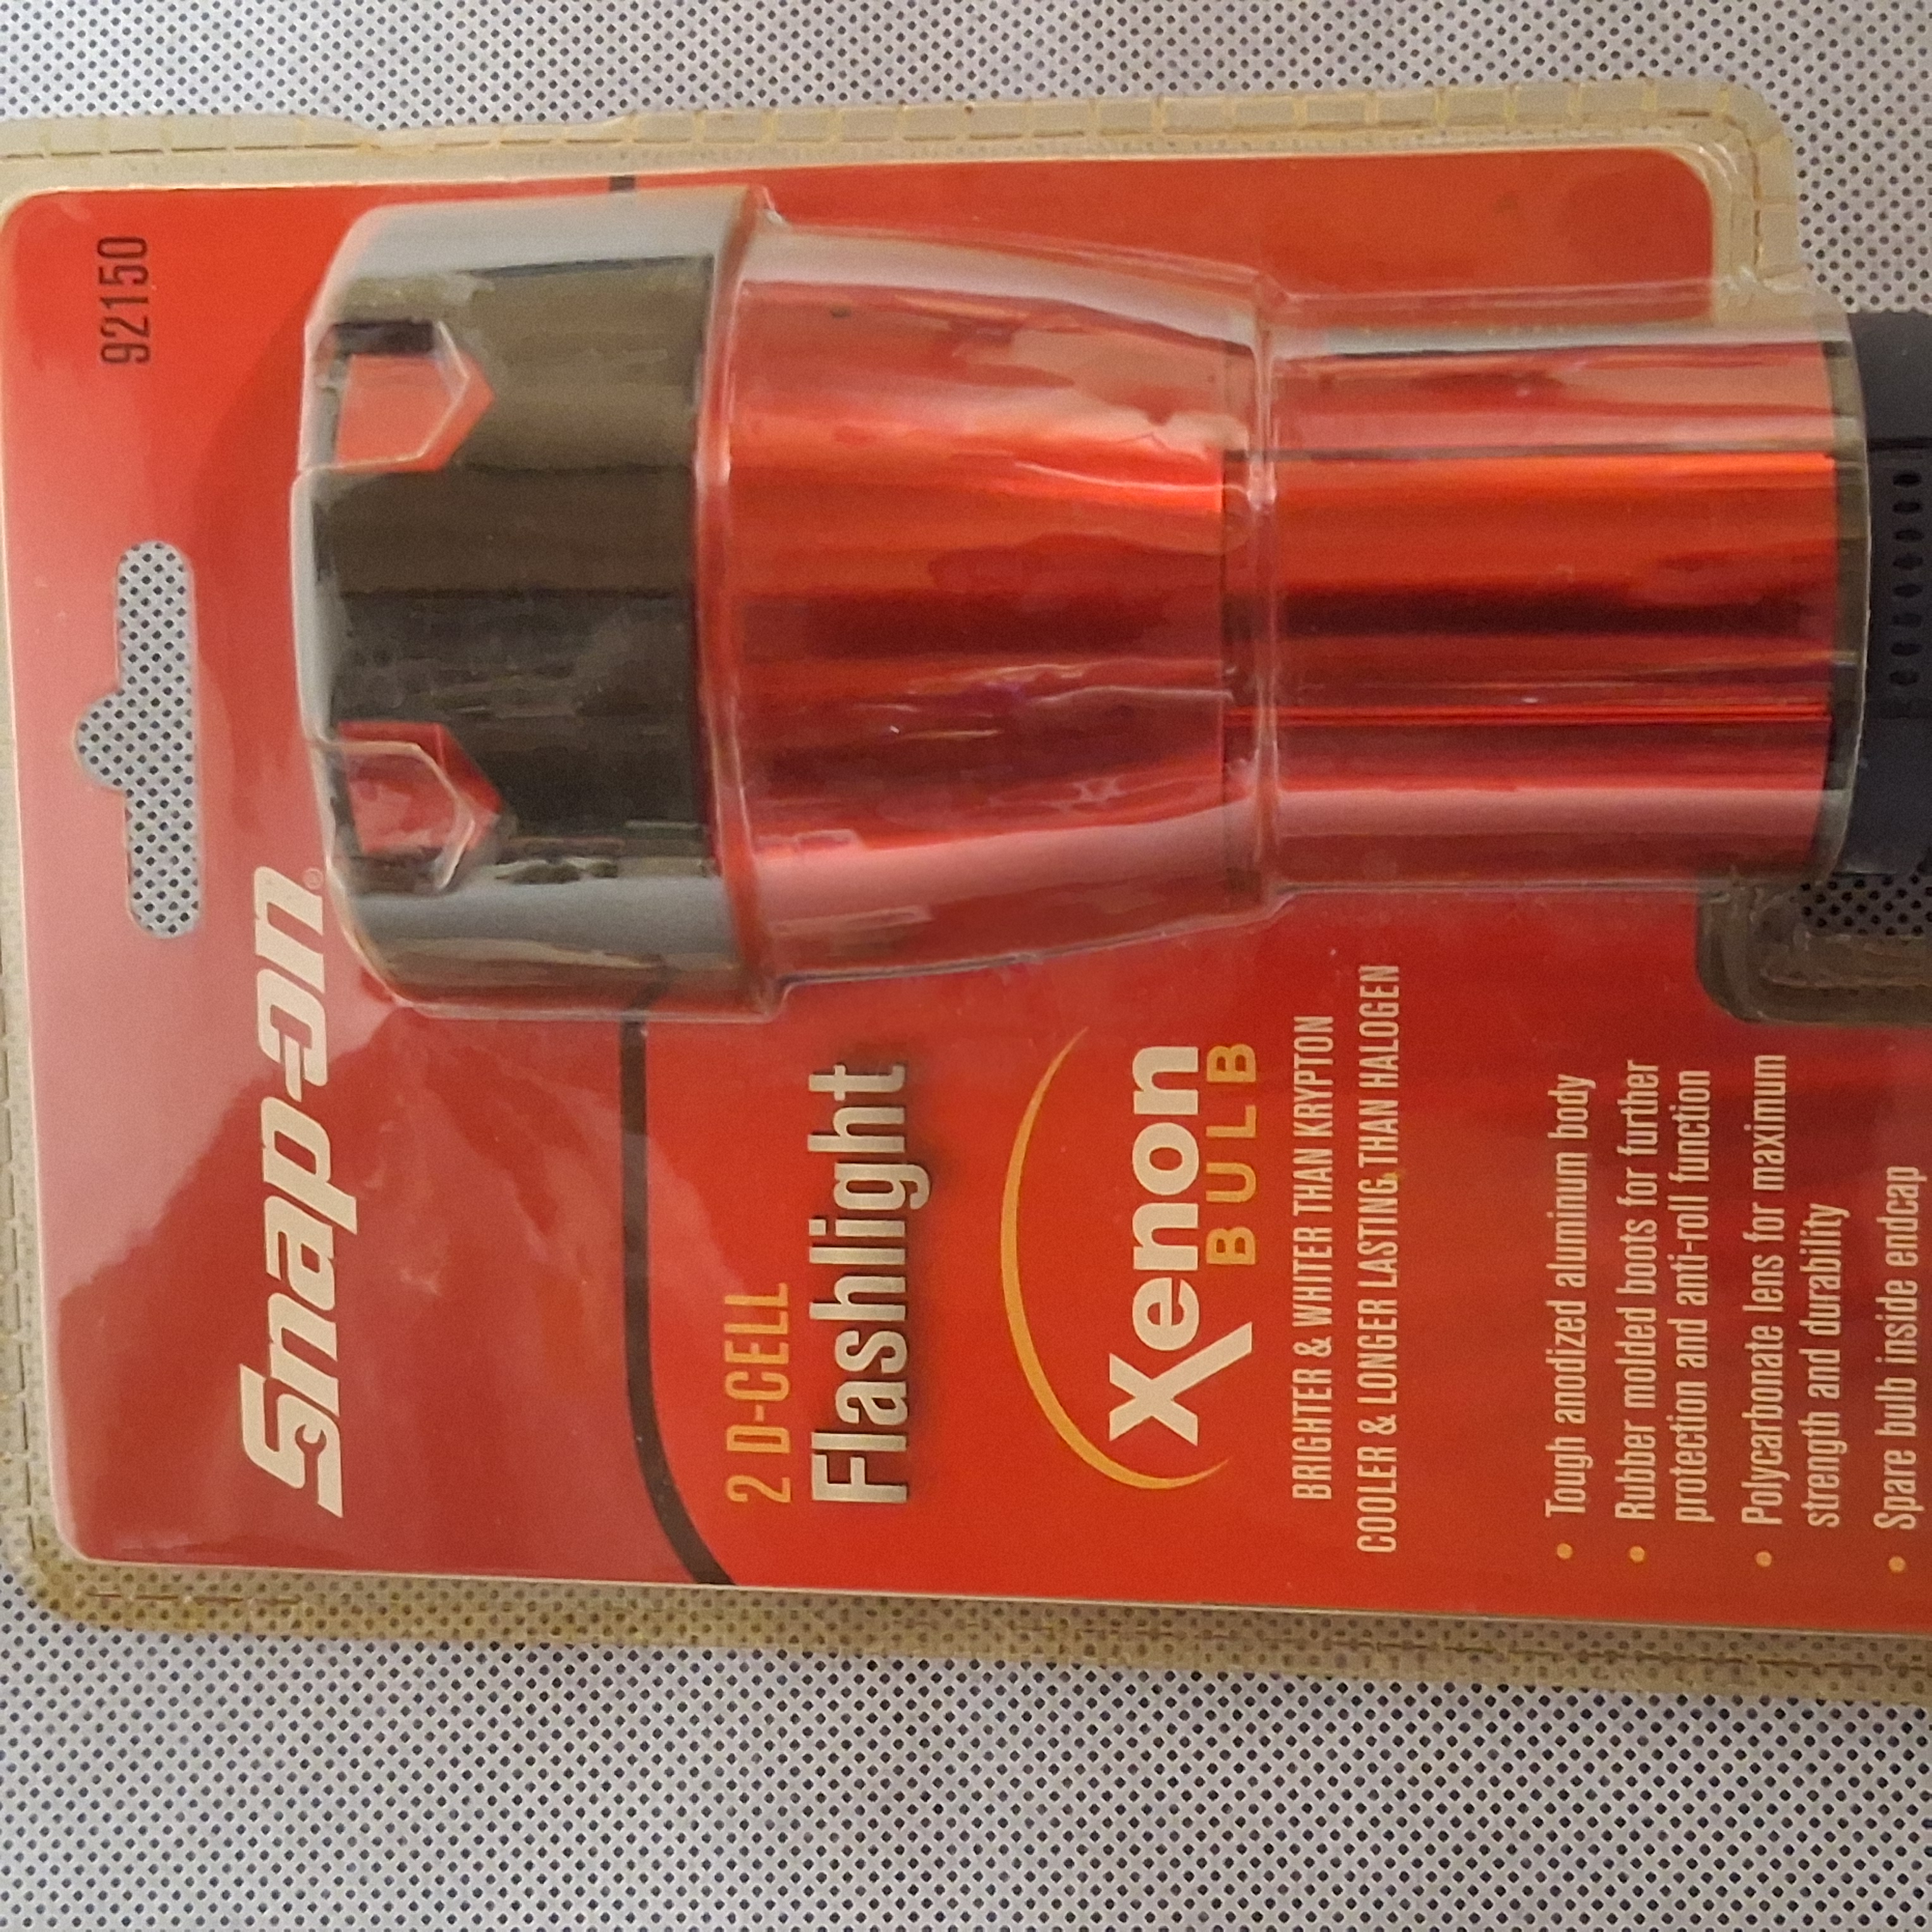 92150
Snap-on®
2 D-CELL
Flashlight
Xenon
BULB
BRIGHTER & WHITER THAN KRYPTON
COOLER & LONGER LASTING THAN HALOGEN
• Tough anodized aluminum body
• Rubber molded boots for further
protection and anti-roll function
• Polycarbonate lens for maximum
strength and durability
• Spare bulb inside endcap